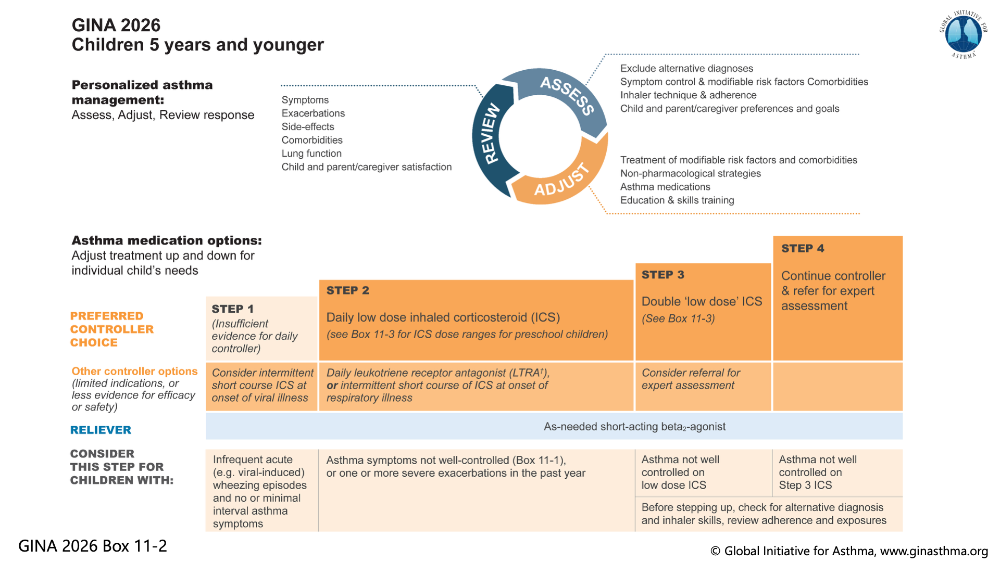 GINA 2026
Children 5 years and younger
GLOBAL INITIATIVE FOR
ASTHMA
Personalized asthma
management:
Assess, Adjust, Review response
Symptoms
Exacerbations
Side-effects
Comorbidities
Lung function
Child and parent/caregiver satisfaction
REVIEW
ASSESS
ADJUST
Exclude alternative diagnoses
Symptom control & modifiable risk factors Comorbidities
Inhaler technique & adherence
Child and parent/caregiver preferences and goals
Treatment of modifiable risk factors and comorbidities
Non-pharmacological strategies
Asthma medications
Education & skills training
Asthma medication options:
Adjust treatment up and down for
individual child's needs
PREFERRED
CONTROLLER
CHOICE
STEP 1
(Insufficient
evidence for daily
controller)
STEP 2
Daily low dose inhaled corticosteroid (ICS)
(see Box 11-3 for ICS dose ranges for preschool children)
STEP 3
Double ‘low dose’ ICS
(See Box 11-3)
STEP 4
Continue controller
& refer for expert
assessment
Other controller options
(limited indications, or
less evidence for efficacy
or safety)
Consider intermittent
short course ICS at
onset of viral illness
Daily leukotriene receptor antagonist (LTRA†),
or intermittent short course of ICS at onset of
respiratory illness
Consider referral for
expert assessment
RELIEVER
As-needed short-acting beta₂-agonist
CONSIDER
THIS STEP FOR
CHILDREN WITH:
Infrequent acute
(e.g. viral-induced)
wheezing episodes
and no or minimal
interval asthma
symptoms
Asthma symptoms not well-controlled (Box 11-1),
or one or more severe exacerbations in the past year
Asthma not well
controlled on
low dose ICS
Asthma not well
controlled on
Step 3 ICS
Before stepping up, check for alternative diagnosis
and inhaler skills, review adherence and exposures
GINA 2026 Box 11-2
© Global Initiative for Asthma, www.ginasthma.org